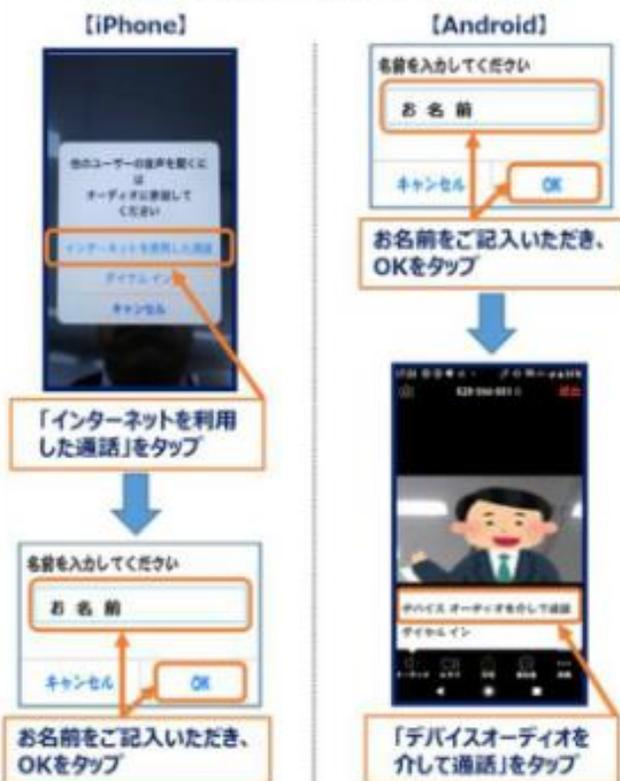 【iPhone】
他のユーザーの音声を聞くに
は
オーディオに参加して
ください
インターネットを使用した通話
ダイヤルイン
キャンセル
「インターネットを利用
した通話」をタップ
名前を入力してください
お 名 前
キャンセル
OK
お名前をご記入いただき、
OKをタップ
【Android】
名前を入力してください
お 名 前
キャンセル
OK
お名前をご記入いただき、
OKをタップ
デバイス オーディオを介して通話
ダイヤル イン
「デバイスオーディオを
介して通話」をタップ